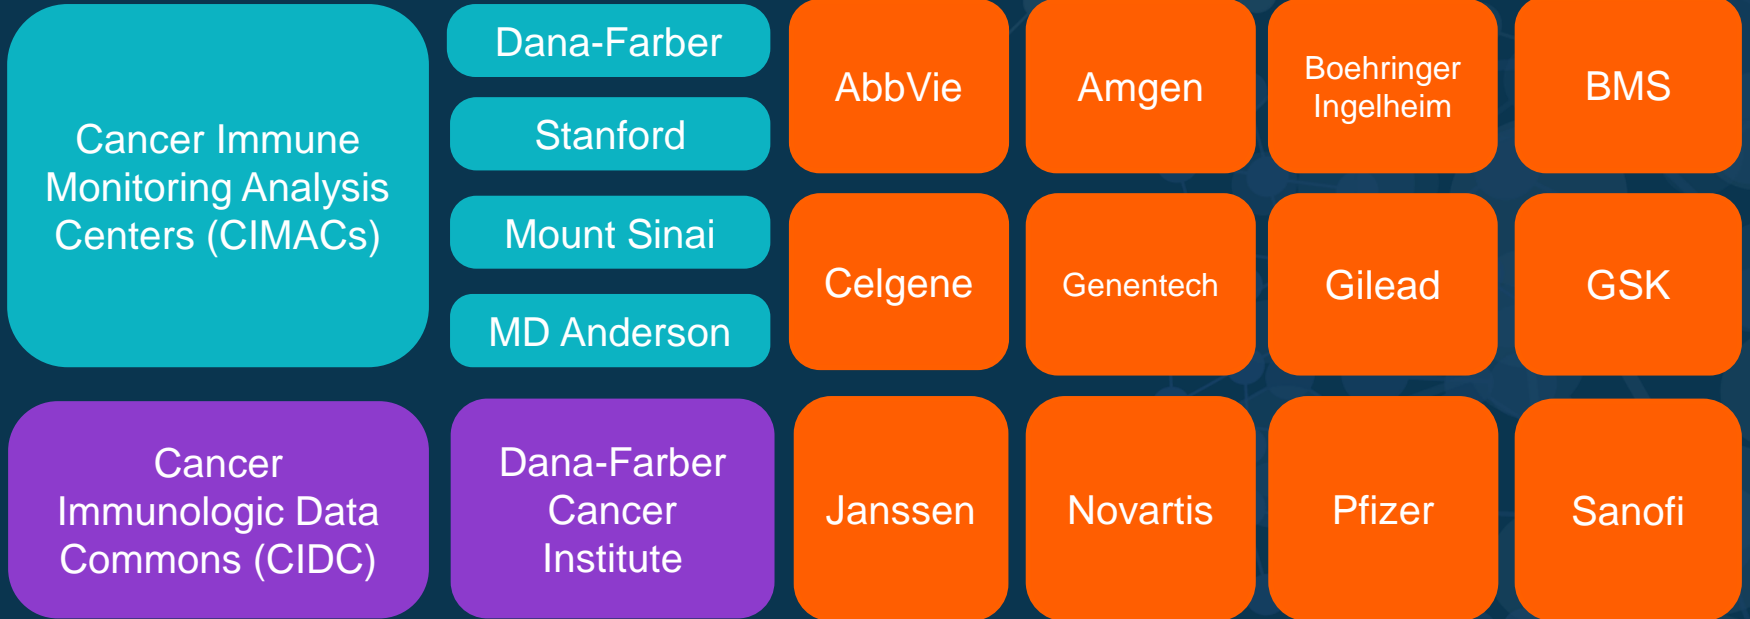 Cancer Immune
Monitoring Analysis
Centers (CIMACs)
Dana-Farber
Stanford
Mount Sinai
MD Anderson
AbbVie
Amgen
Boehringer
Ingelheim
BMS
Celgene
Genentech
Gilead
GSK
Cancer
Immunologic Data
Commons (CIDC)
Dana-Farber
Cancer
Institute
Janssen
Novartis
Pfizer
Sanofi